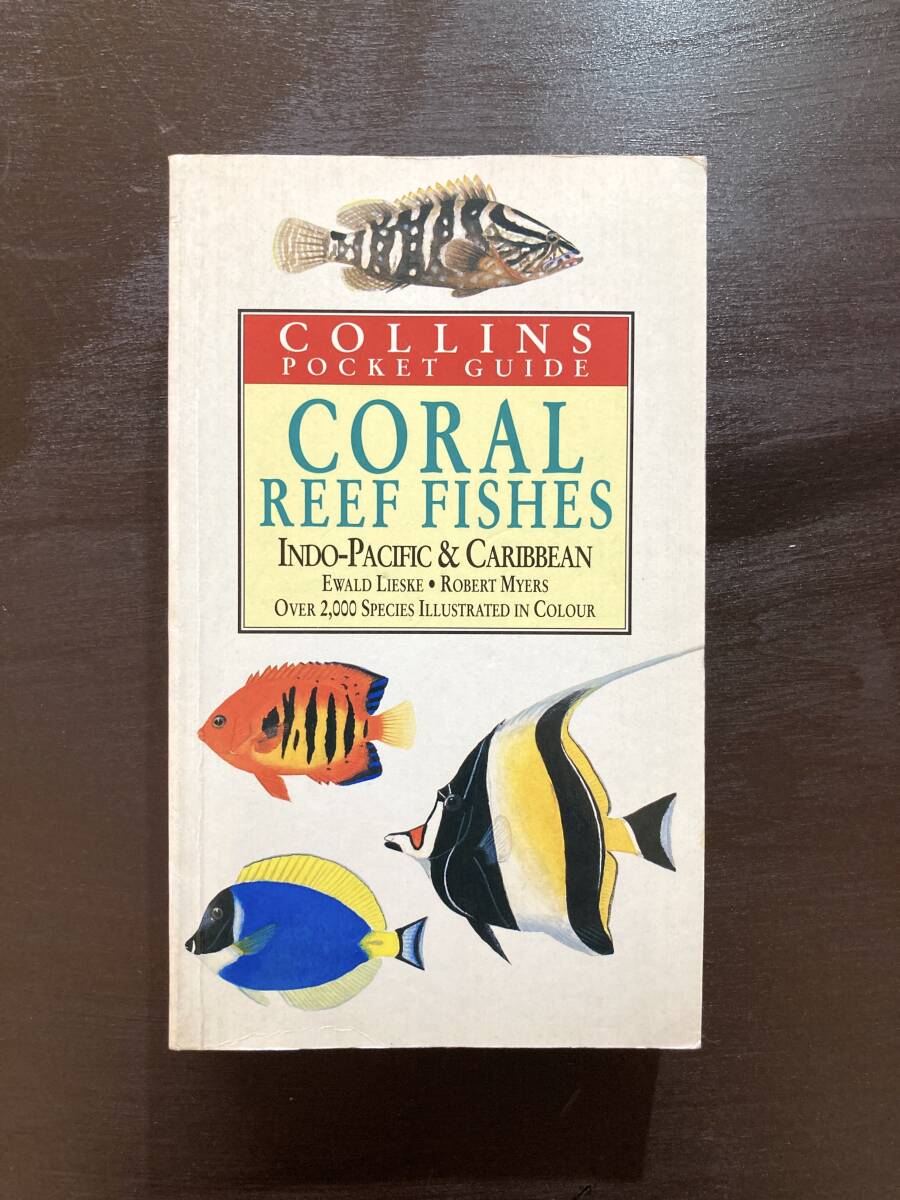 COLLINS
POCKET GUIDE
CORAL
REEF FISHES
INDO-PACIFIC & CARIBBEAN
EWALD LIESKE • ROBERT MYERS
OVER 2,000 SPECIES ILLUSTRATED IN COLOUR